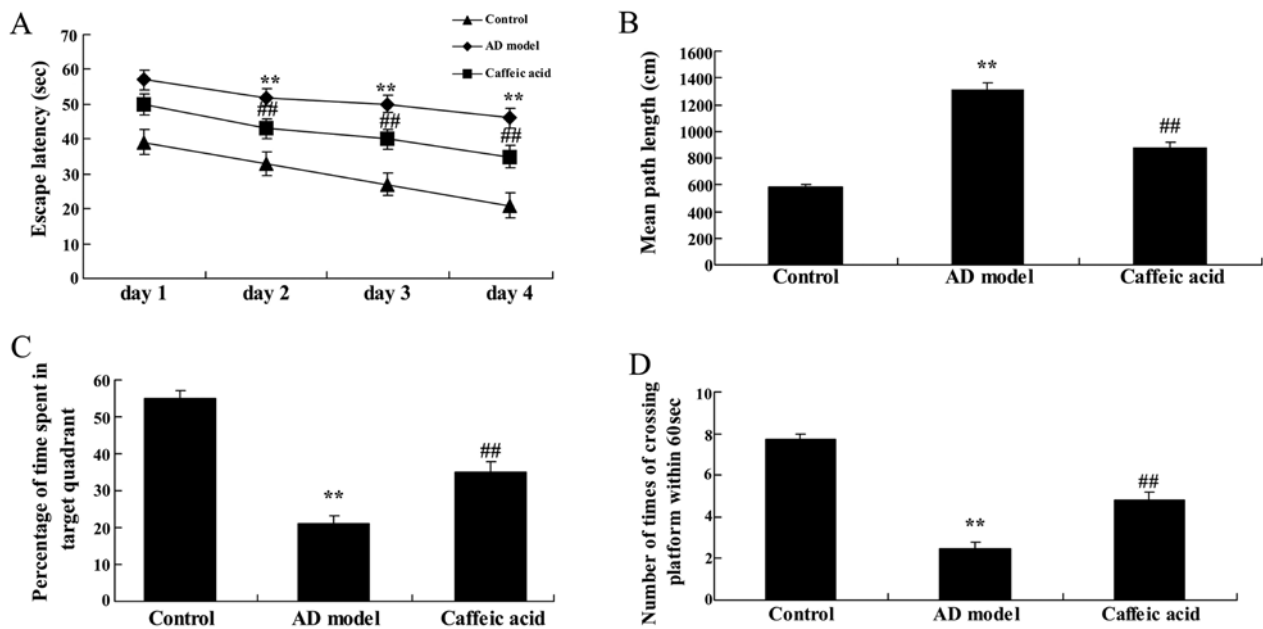 A
Escape latency (sec)
70
60
50
40
30
20
10
0
Control
AD model
Caffeic acid
** ** **
## ## ##
day 1 day 2 day 3 day 4
B
Mean path length (cm)
1600
1400
1200
1000
800
600
400
200
0
**
##
Control AD model Caffeic acid
C
Percentage of time spent in
target quadrant
60
50
40
30
20
10
0
**
##
Control AD model Caffeic acid
D
Number of times of crossing
platform within 60sec
10
8
6
4
2
0
**
##
Control AD model Caffeic acid